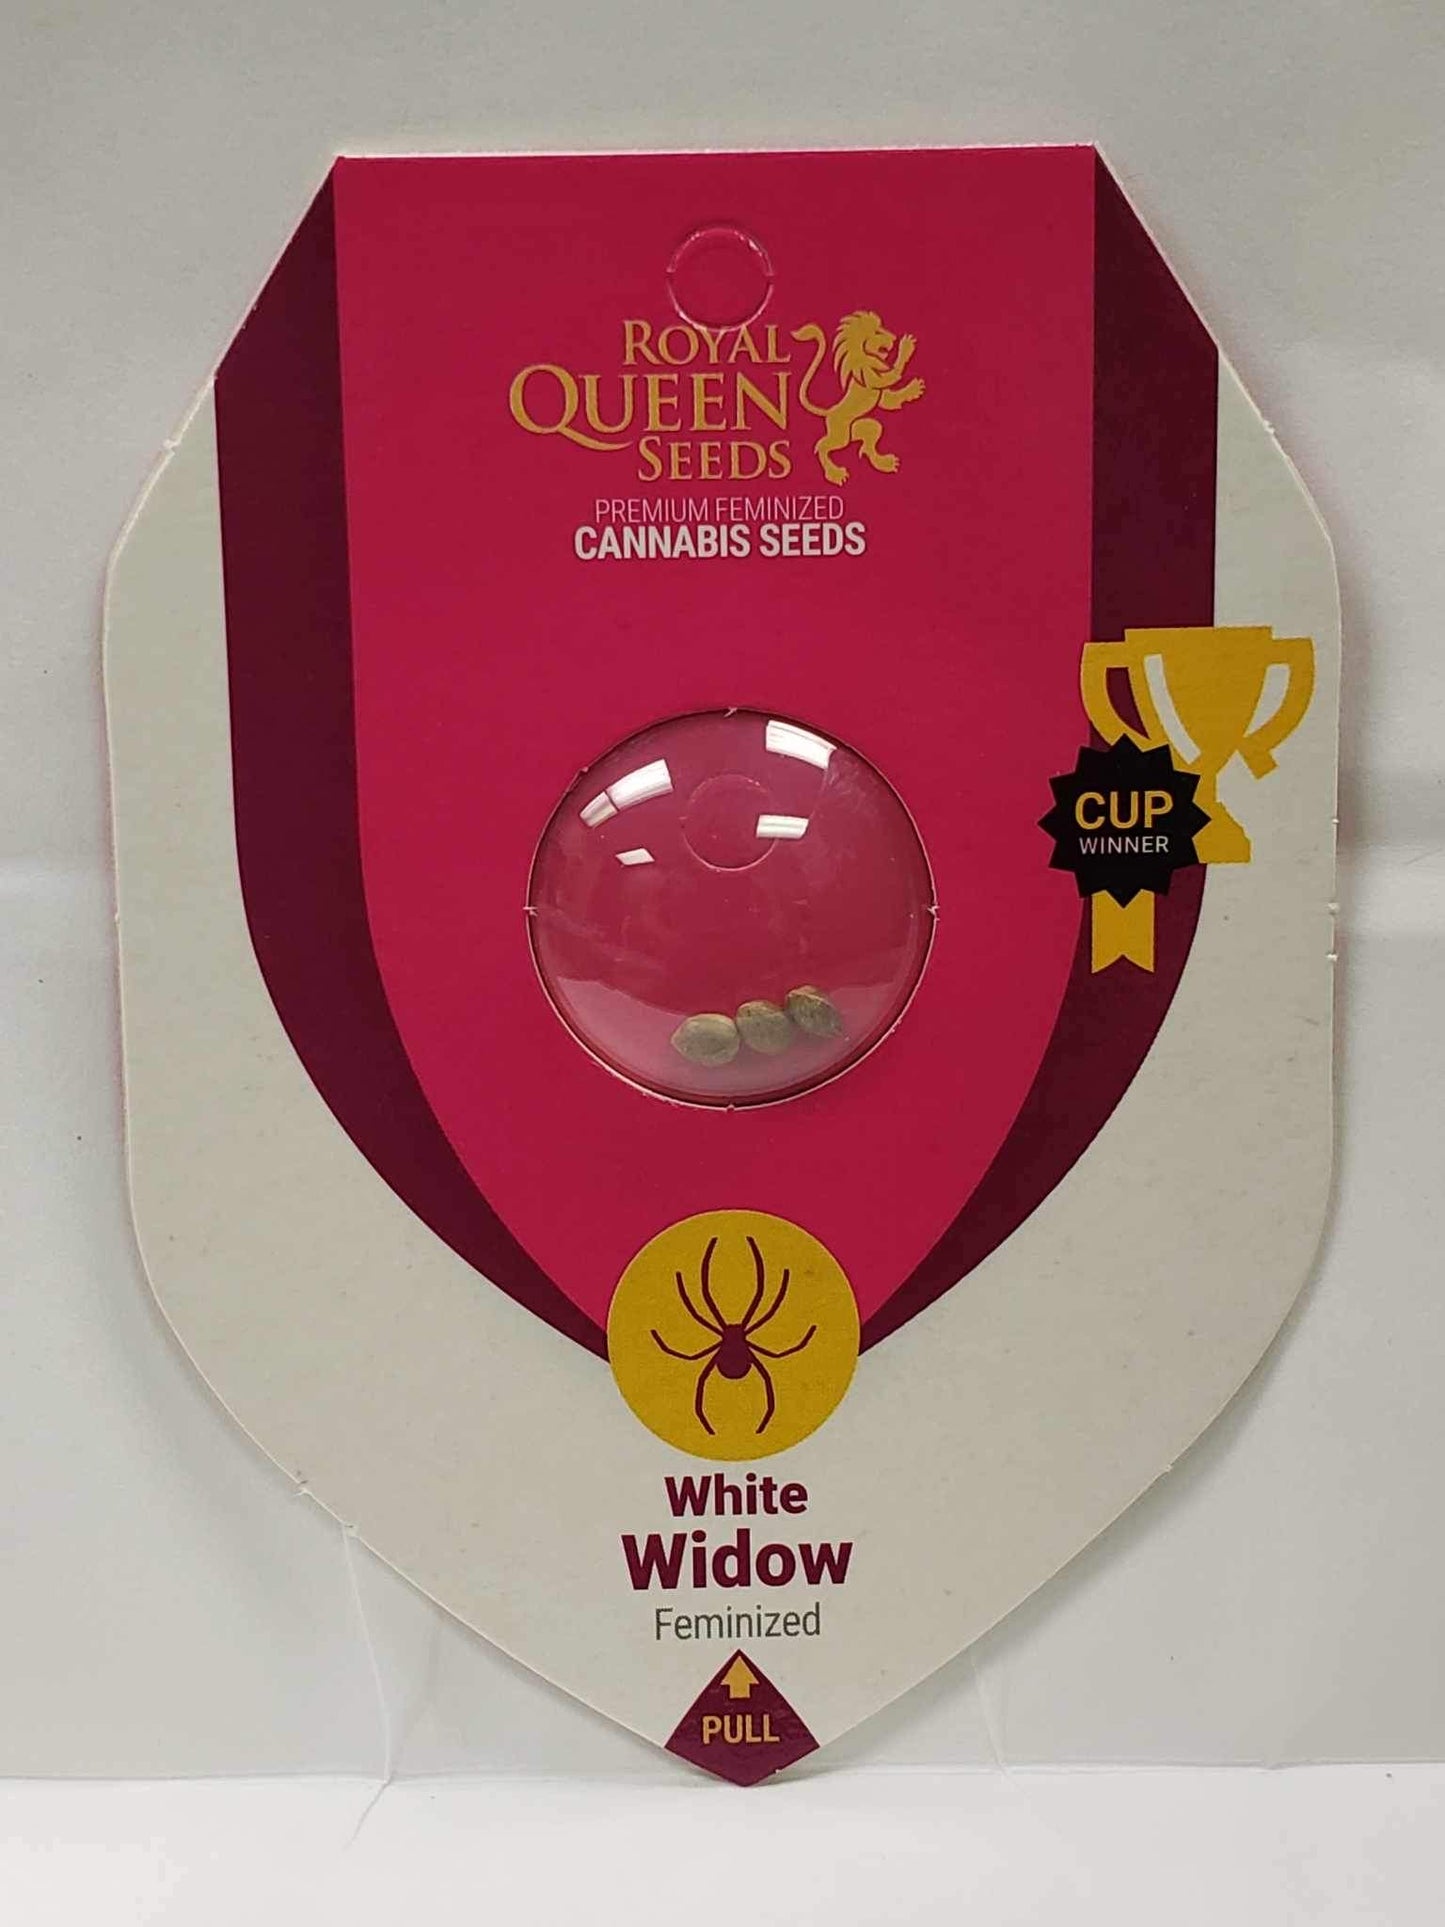 ROYAL
QUEEN
SEEDS
PREMIUM FEMINIZED
CANNABIS SEEDS
CUP
WINNER
White
Widow
Feminized
PULL